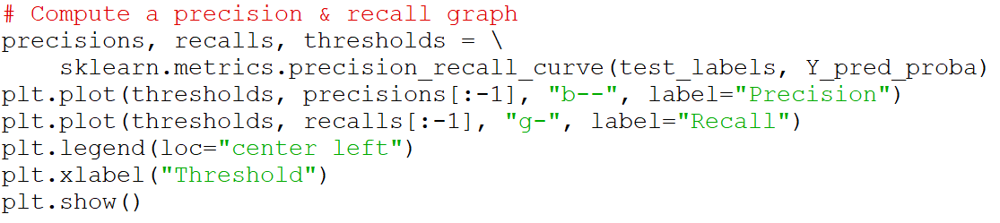 # Compute a precision & recall graph
precisions, recalls, thresholds = \
    sklearn.metrics.precision_recall_curve(test_labels, Y_pred_proba)
plt.plot(thresholds, precisions[:-1], "b--", label="Precision")
plt.plot(thresholds, recalls[:-1], "g-", label="Recall")
plt.legend(loc="center left")
plt.xlabel("Threshold")
plt.show()